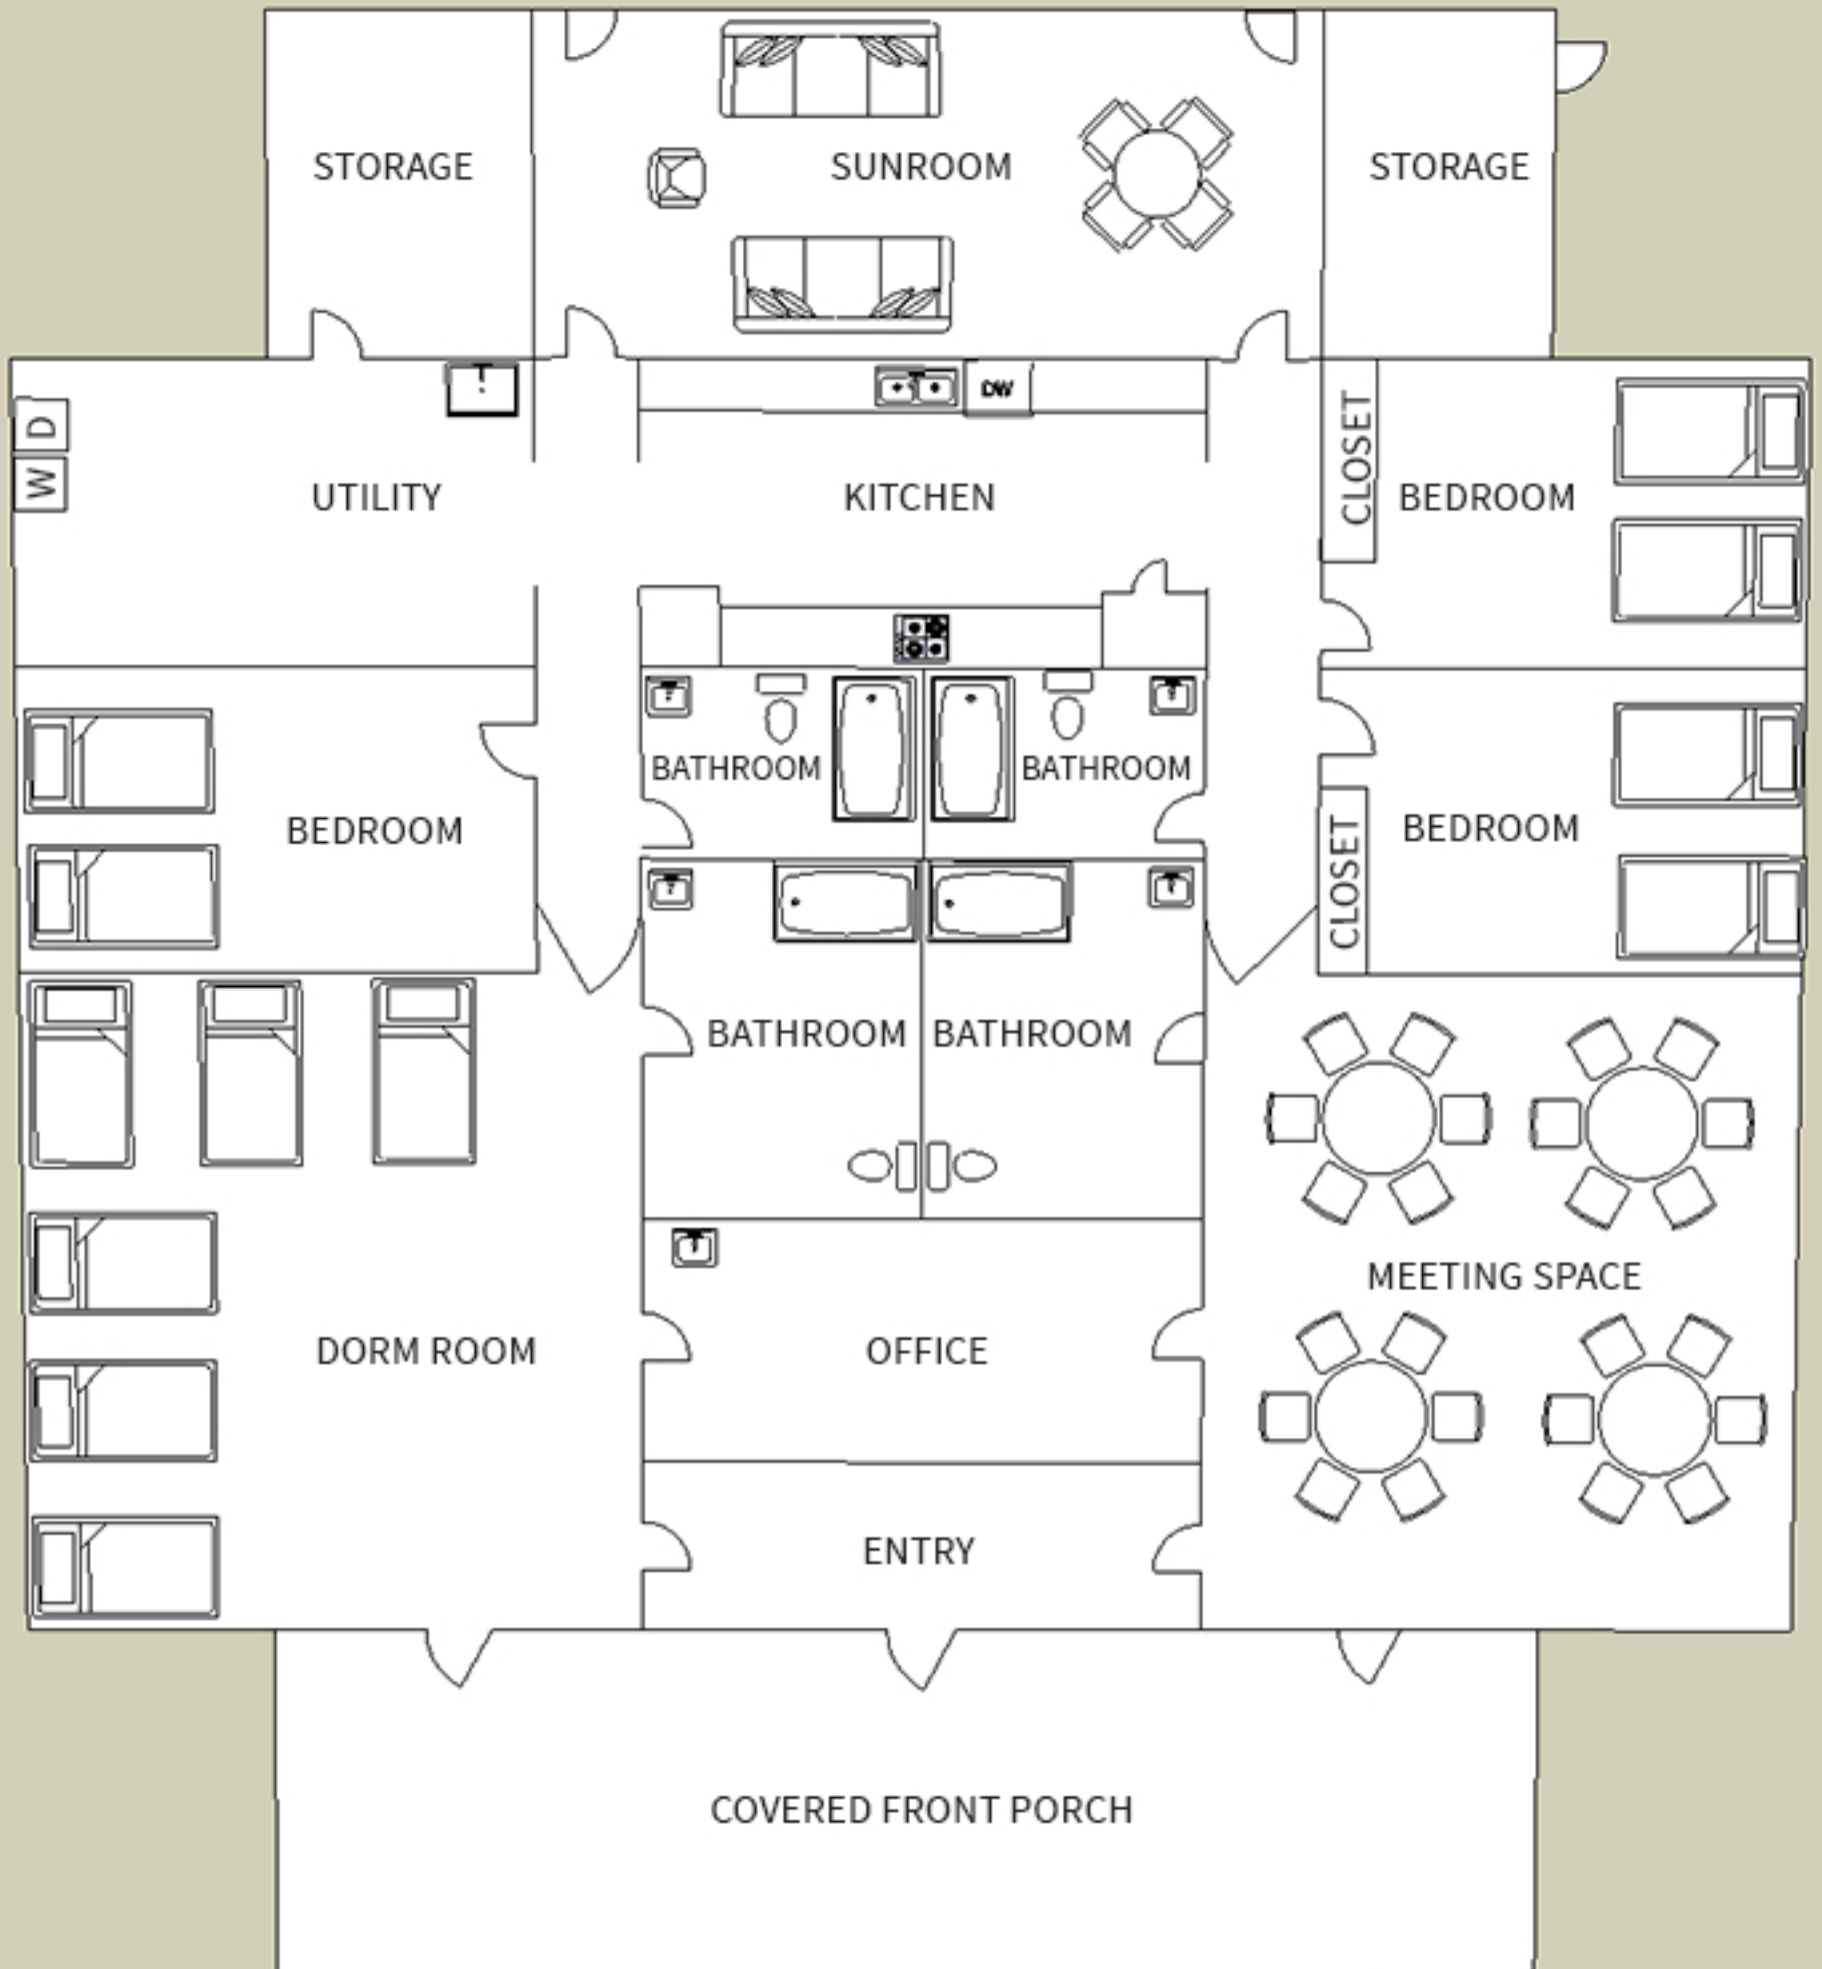 STORAGE
SUNROOM
STORAGE
DW
D
W
UTILITY
KITCHEN
CLOSET
BEDROOM
BATHROOM
BATHROOM
BEDROOM
BEDROOM
CLOSET
BATHROOM
BATHROOM
MEETING SPACE
DORM ROOM
OFFICE
ENTRY
COVERED FRONT PORCH